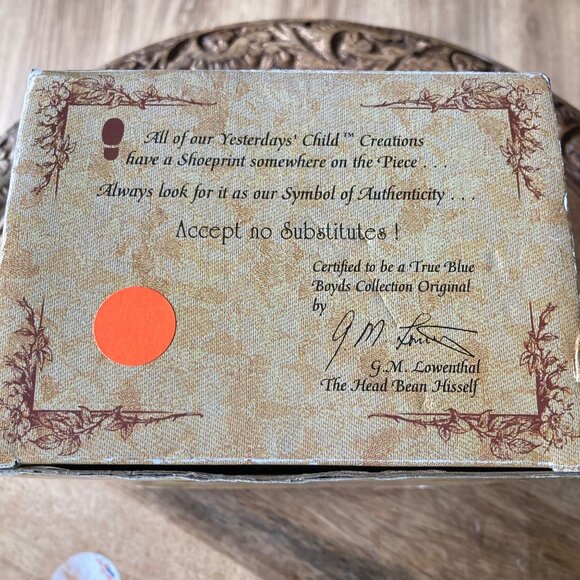 All of our Yesterdays' Child™ Creations
have a Shoeprint somewhere on the Piece . . .
Always look for it as our Symbol of Authenticity . . .
Accept no Substitutes !
Certified to be a True Blue
Boyds Collection Original
by
G.M. Lowenthal
The Head Bean Hisself